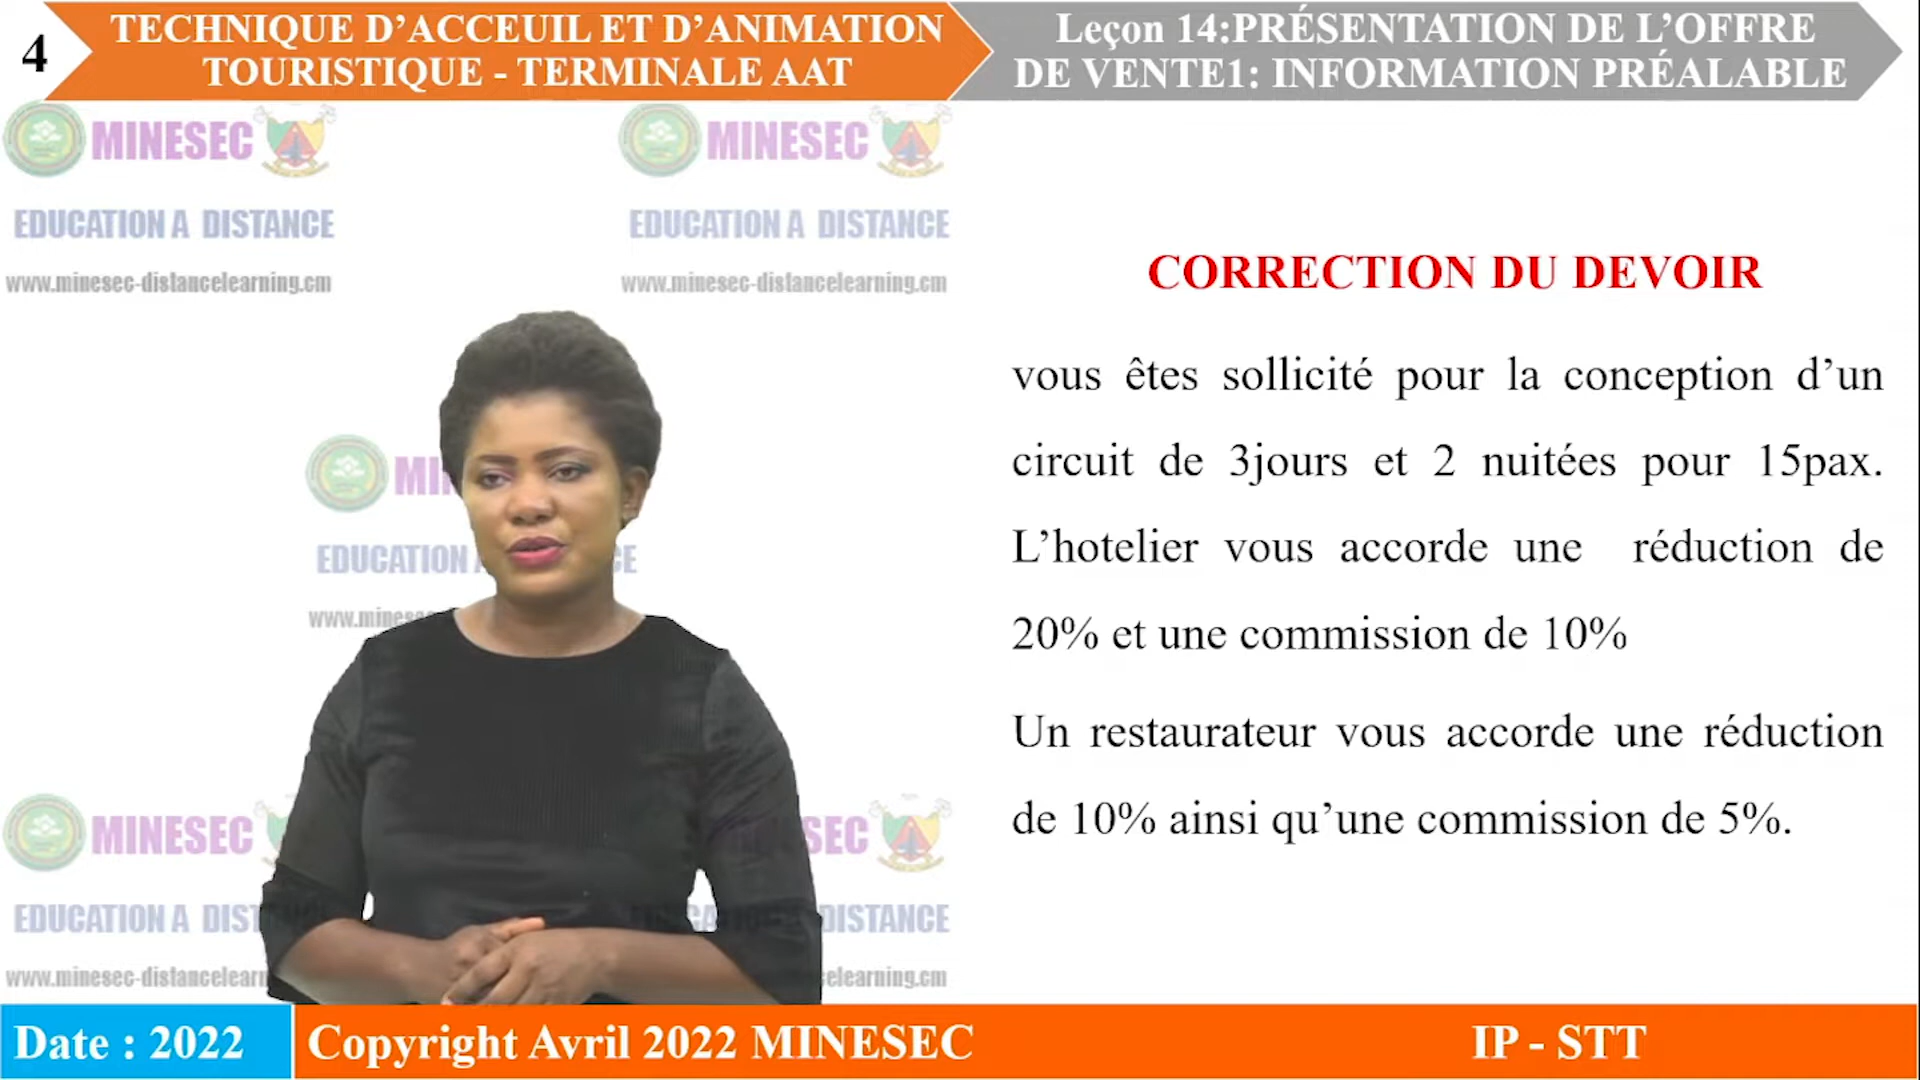 4
TECHNIQUE D’ACCEUIL ET D’ANIMATION
TOURISTIQUE - TERMINALE AAT
Leçon 14:PRÉSENTATION DE L’OFFRE
DE VENTE1: INFORMATION PRÉALABLE
MINESEC
EDUCATION A DISTANCE
www.minesec-distancelearning.cm
MINESEC
EDUCATION A DISTANCE
www.minesec-distancelearning.cm
CORRECTION DU DEVOIR
vous êtes sollicité pour la conception d’un
circuit de 3jours et 2 nuitées pour 15pax.
L’hotelier vous accorde une réduction de
20% et une commission de 10%
Un restaurateur vous accorde une réduction
de 10% ainsi qu’une commission de 5%.
EDUCATION
MINESEC
EDUCATION A
DISTANCE
Date : 2022
Copyright Avril 2022 MINESEC
IP - STT